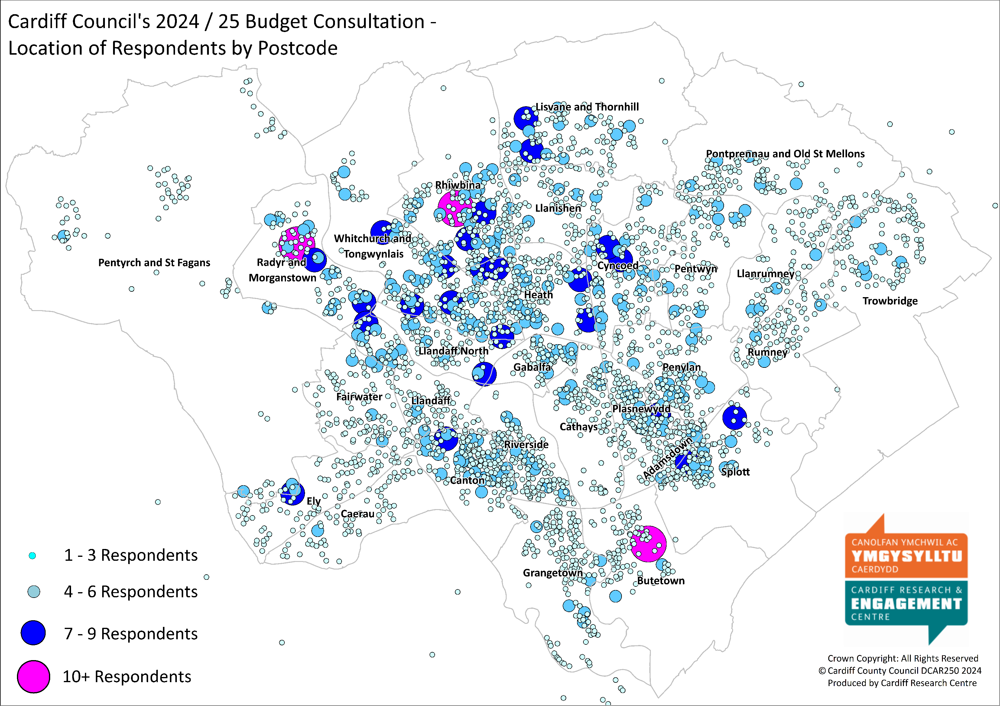 Cardiff Council's 2024 / 25 Budget Consultation -
Location of Respondents by Postcode
Lisvane and Thornhill
Pontprennau and Old St Mellons
Rhiwbina
Llanishen
Whitchurch and
Tongwynlais
Pentyrch and St Fagans
Radyr and
Morganstown
Cyncoed
Pentwyn
Llanrumney
Heath
Trowbridge
Llandaff North
Rumney
Gabalfa
Penylan
Fairwater
Llandaff
Plasnewydd
Cathays
Riverside
Adamsdown
Splott
Canton
Ely
Caerau
Grangetown
Butetown
1 - 3 Respondents
4 - 6 Respondents
7 - 9 Respondents
10+ Respondents
CANOLFAN YMCHWIL AC
YMGYSYLLTU
CAERDYDD
CARDIFF RESEARCH &
ENGAGEMENT
CENTRE
Crown Copyright: All Rights Reserved
© Cardiff County Council DCAR250 2024
Produced by Cardiff Research Centre